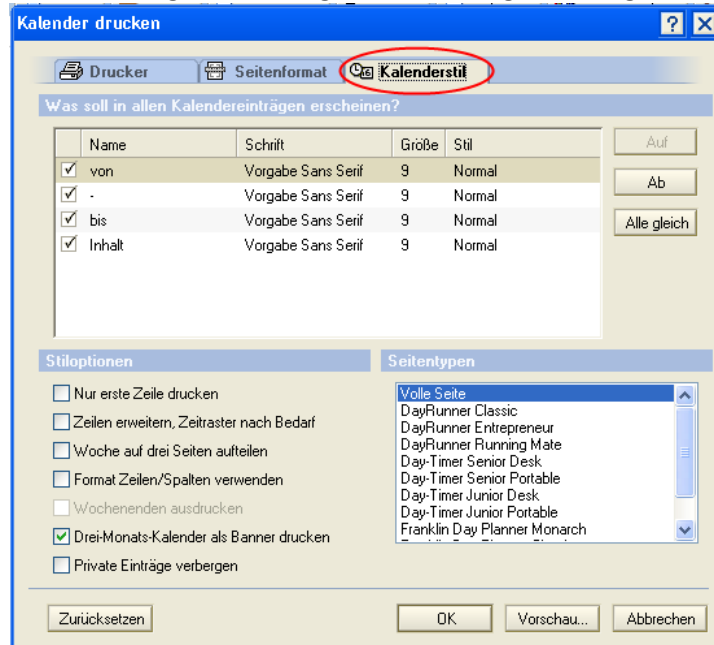 Kalender drucken
Drucker Seitenformat Kalenderstil
Was soll in allen Kalendereinträgen erscheinen?
Name Schrift Größe Stil
von Vorgabe Sans Serif 9 Normal
- Vorgabe Sans Serif 9 Normal
bis Vorgabe Sans Serif 9 Normal
Inhalt Vorgabe Sans Serif 9 Normal
Auf
Ab
Alle gleich
Stiloptionen
Nur erste Zeile drucken
Zeilen erweitern, Zeitraster nach Bedarf
Woche auf drei Seiten aufteilen
Format Zeilen/Spalten verwenden
Wochenenden ausdrucken
Drei-Monats-Kalender als Banner drucken
Private Einträge verbergen
Seitentypen
Volle Seite
DayRunner Classic
DayRunner Entrepreneur
DayRunner Running Mate
Day-Timer Senior Desk
Day-Timer Senior Portable
Day-Timer Junior Desk
Day-Timer Junior Portable
Franklin Day Planner Monarch
Zurücksetzen OK Vorschau... Abbrechen